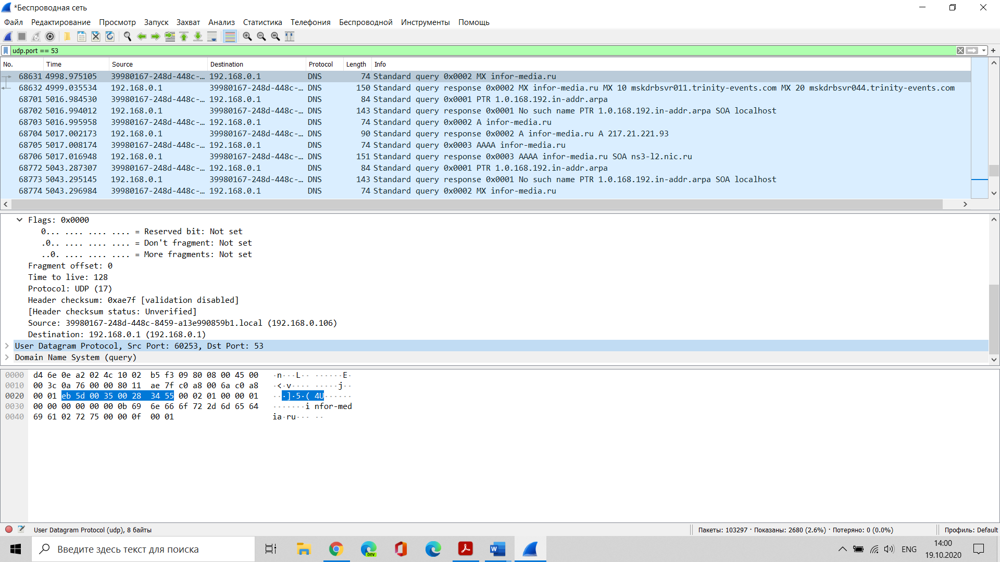 *Беспроводная сеть
Файл Редактирование Просмотр Запуск Захват Анализ Статистика Телефония Беспроводной Инструменты Помощь
udp.port == 53
No. Time Source Destination Protocol Length Info
68631 4998.975105 39980167-248d-448c-… 192.168.0.1 DNS 74 Standard query 0x0002 MX infor-media.ru
68632 4999.035534 192.168.0.1 39980167-248d-448c-… DNS 150 Standard query response 0x0002 MX infor-media.ru MX 10 mskdrbsvr011.trinity-events.com MX 20 mskdrbsvr044.trinity-events.com
68701 5016.984530 39980167-248d-448c-… 192.168.0.1 DNS 84 Standard query 0x0001 PTR 1.0.168.192.in-addr.arpa
68702 5016.994012 192.168.0.1 39980167-248d-448c-… DNS 143 Standard query response 0x0001 No such name PTR 1.0.168.192.in-addr.arpa SOA localhost
68703 5016.995958 39980167-248d-448c-… 192.168.0.1 DNS 74 Standard query 0x0002 A infor-media.ru
68704 5017.002173 192.168.0.1 39980167-248d-448c-… DNS 90 Standard query response 0x0002 A infor-media.ru A 217.21.221.93
68705 5017.008174 39980167-248d-448c-… 192.168.0.1 DNS 74 Standard query 0x0003 AAAA infor-media.ru
68706 5017.016948 192.168.0.1 39980167-248d-448c-… DNS 151 Standard query response 0x0003 AAAA infor-media.ru SOA ns3-l2.nic.ru
68772 5043.287307 39980167-248d-448c-… 192.168.0.1 DNS 84 Standard query 0x0001 PTR 1.0.168.192.in-addr.arpa
68773 5043.295145 192.168.0.1 39980167-248d-448c-… DNS 143 Standard query response 0x0001 No such name PTR 1.0.168.192.in-addr.arpa SOA localhost
68774 5043.296984 39980167-248d-448c-… 192.168.0.1 DNS 74 Standard query 0x0002 MX infor-media.ru
Flags: 0x0000
0... .... .... .... = Reserved bit: Not set
.0.. .... .... .... = Don't fragment: Not set
..0. .... .... .... = More fragments: Not set
Fragment offset: 0
Time to live: 128
Protocol: UDP (17)
Header checksum: 0xae7f [validation disabled]
[Header checksum status: Unverified]
Source: 39980167-248d-448c-8459-a13e990859b1.local (192.168.0.106)
Destination: 192.168.0.1 (192.168.0.1)
User Datagram Protocol, Src Port: 60253, Dst Port: 53
Domain Name System (query)
0000 d4 6e 0e a2 02 4c 10 02 b5 f3 09 80 08 00 45 00 ·n···L·· ······E·
0010 00 3c 0a 76 00 00 80 11 ae 7f c0 a8 00 6a c0 a8 ·<·v···· ·····j··
0020 00 01 eb 5d 00 35 00 28 34 55 00 02 01 00 00 01 ···]·5·( 4U······
0030 00 00 00 00 00 00 0b 69 6e 66 6f 72 2d 6d 65 64 ·······i nfor-med
0040 69 61 02 72 75 00 00 0f 00 01 ia·ru··· ··
User Datagram Protocol (udp), 8 байты
Пакеты: 103297 · Показаны: 2680 (2.6%) · Потеряно: 0 (0.0%)
Профиль: Default
Введите здесь текст для поиска
DEV
W
ENG
14:00
19.10.2020